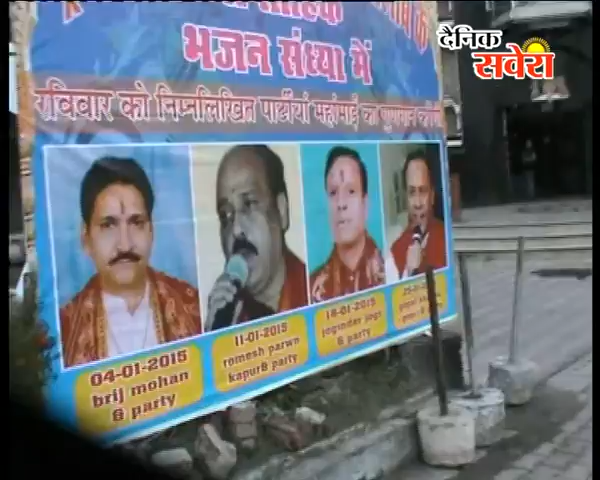 दैनिक
सवेरा
भजन संध्या में
रविवार को निम्नलिखित पार्टीयां महांमाई का गुणगान करेंगी
04-01-2015
brij mohan
& party
11-01-2015
romesh parwn
kapur& party
18-01-2015
joginder jogi
& party
25-01-
gopal
party